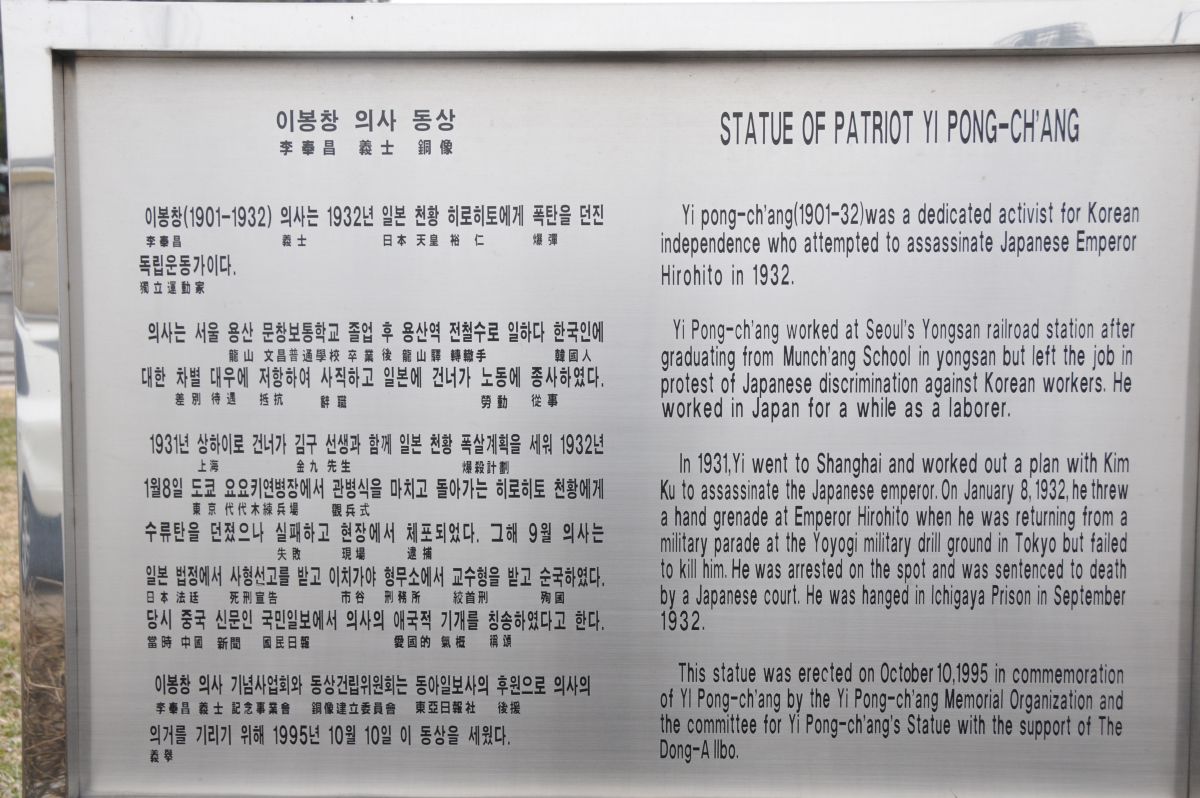 이봉창 의사 동상
李奉昌 義士 銅像
이봉창(1901-1932) 의사는 1932년 일본 천황 히로히토에게 폭탄을 던진
李奉昌 義士 日本 天皇 裕 仁 爆彈
독립운동가이다.
獨立運動家
의사는 서울 용산 문창보통학교 졸업 후 용산역 전철수로 일하다 한국인에
龍山 文昌普通學校 卒業 後 龍山驛 轉轍手 韓國人
대한 차별 대우에 저항하여 사직하고 일본에 건너가 노동에 종사하였다.
差別 待遇 抵抗 辭職 勞動 從事
1931년 상하이로 건너가 김구 선생과 함께 일본 천황 폭살계획을 세워 1932년
上海 金九 先生 爆殺計劃
1월8일 도쿄 요요키연병장에서 관병식을 마치고 돌아가는 히로히토 천황에게
東京 代代木練兵場 觀兵式
수류탄을 던졌으나 실패하고 현장에서 체포되었다. 그해 9월 의사는
失敗 現場 逮捕
일본 법정에서 사형선고를 받고 이치가야 형무소에서 교수형을 받고 순국하였다.
日本 法廷 死刑宣告 市谷 刑務所 絞首刑 殉國
당시 중국 신문인 국민일보에서 의사의 애국적 기개를 칭송하였다고 한다.
當時 中國 新聞 國民日報 愛國的 氣槪 稱頌
이봉창 의사 기념사업회와 동상건립위원회는 동아일보사의 후원으로 의사의
李奉昌 義士 記念事業會 銅像建立委員會 東亞日報社 後援
의거를 기리기 위해 1995년 10월 10일 이 동상을 세웠다.
義擧
STATUE OF PATRIOT YI PONG-CH'ANG
Yi pong-ch'ang(1901-32)was a dedicated activist for Korean
independence who attempted to assassinate Japanese Emperor
Hirohito in 1932.
Yi Pong-ch'ang worked at Seoul's Yongsan railroad station after
graduating from Munch'ang School in yongsan but left the job in
protest of Japanese discrimination against Korean workers. He
worked in Japan for a while as a laborer.
In 1931,Yi went to Shanghai and worked out a plan with Kim
Ku to assassinate the Japanese emperor. On January 8, 1932, he threw
a hand grenade at Emperor Hirohito when he was returning from a
military parade at the Yoyogi military drill ground in Tokyo but failed
to kill him. He was arrested on the spot and was sentenced to death
by a Japanese court. He was hanged in Ichigaya Prison in September
1932.
This statue was erected on October 10,1995 in commemoration
of YI Pong-ch'ang by the Yi Pong-ch'ang Memorial Organization and
the committee for Yi Pong-ch'ang's Statue with the support of The
Dong-A Ilbo.